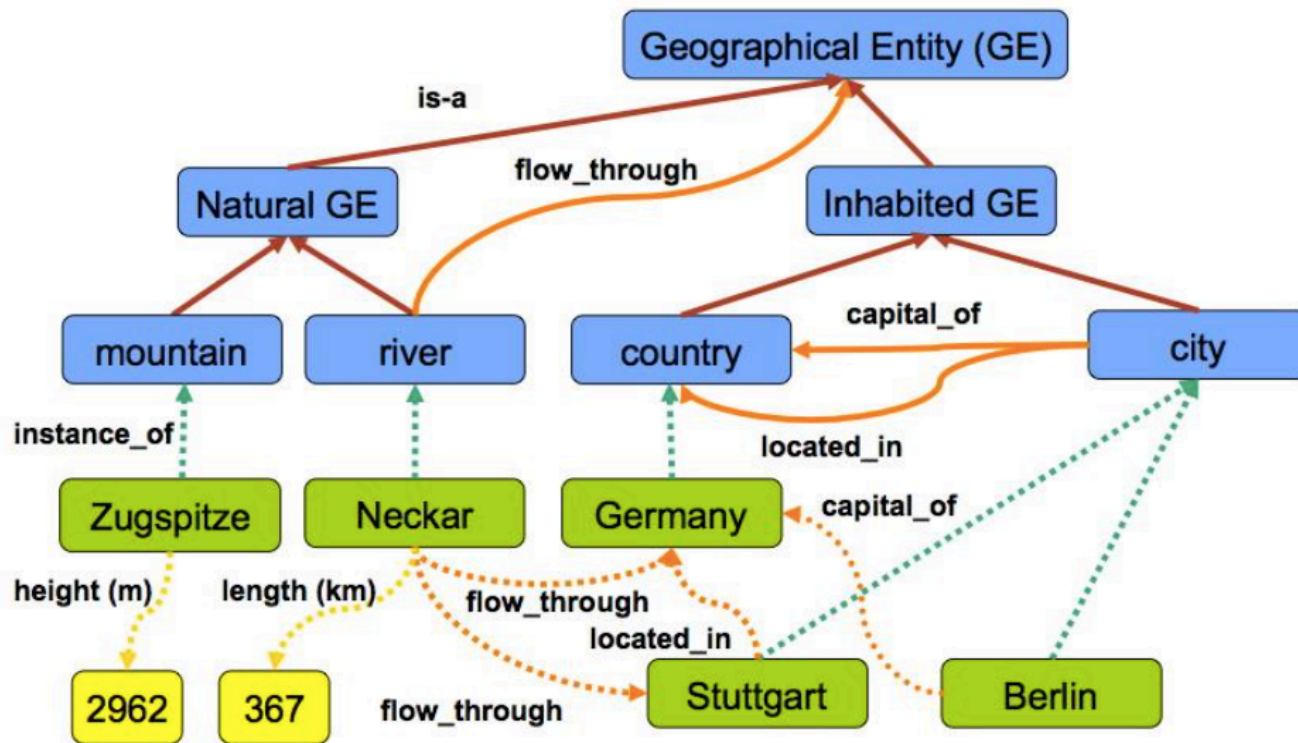 Geographical Entity (GE)
is-a
flow_through
Natural GE
Inhabited GE
capital_of
mountain
river
country
city
instance_of
located_in
Zugspitze
Neckar
Germany
capital_of
height (m)
length (km)
flow_through
located_in
2962
367
flow_through
Stuttgart
Berlin